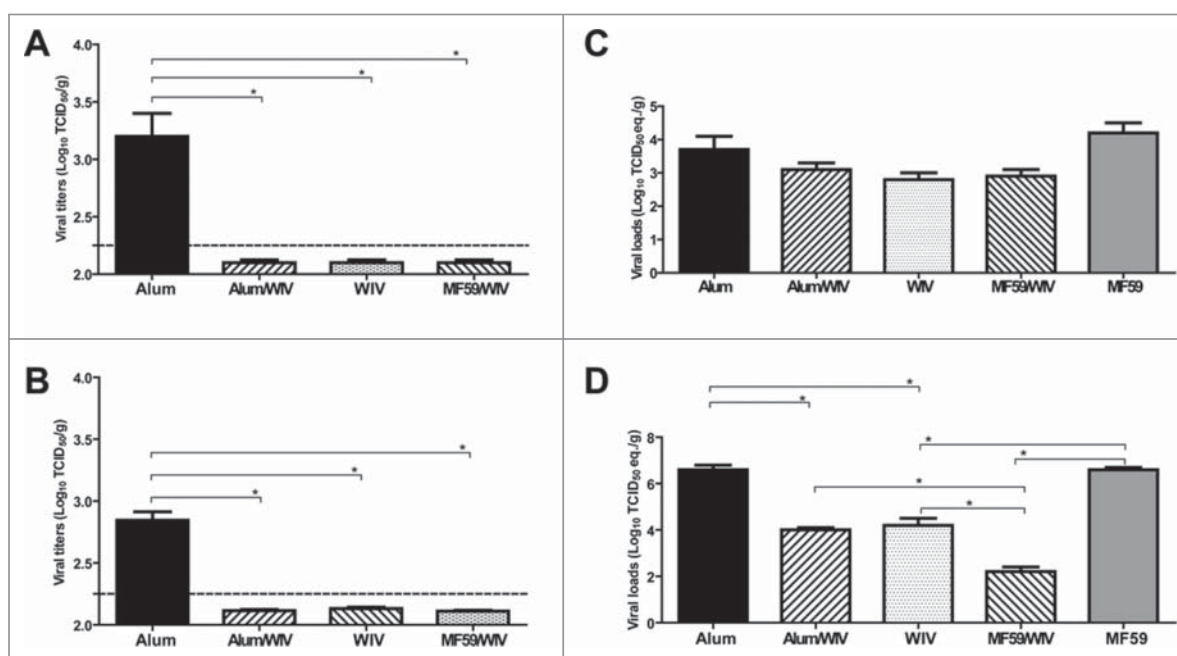 A
Viral titers (Log₁₀ TCID₅₀/g)
4.0
3.5
3.0
2.5
2.0
*
*
*
Alum
Alum/WIV
WIV
MF59/WIV
C
Viral loads (Log₁₀ TCID₅₀ eq./g)
5
4
3
2
1
0
Alum
Alum/WIV
WIV
MF59/WIV
MF59
B
Viral titers (Log₁₀ TCID₅₀/g)
4.0
3.5
3.0
2.5
2.0
*
*
*
Alum
Alum/WIV
WIV
MF59/WIV
D
Viral loads (Log₁₀ TCID₅₀ eq./g)
8
6
4
2
0
*
*
*
*
*
*
Alum
Alum/WIV
WIV
MF59/WIV
MF59